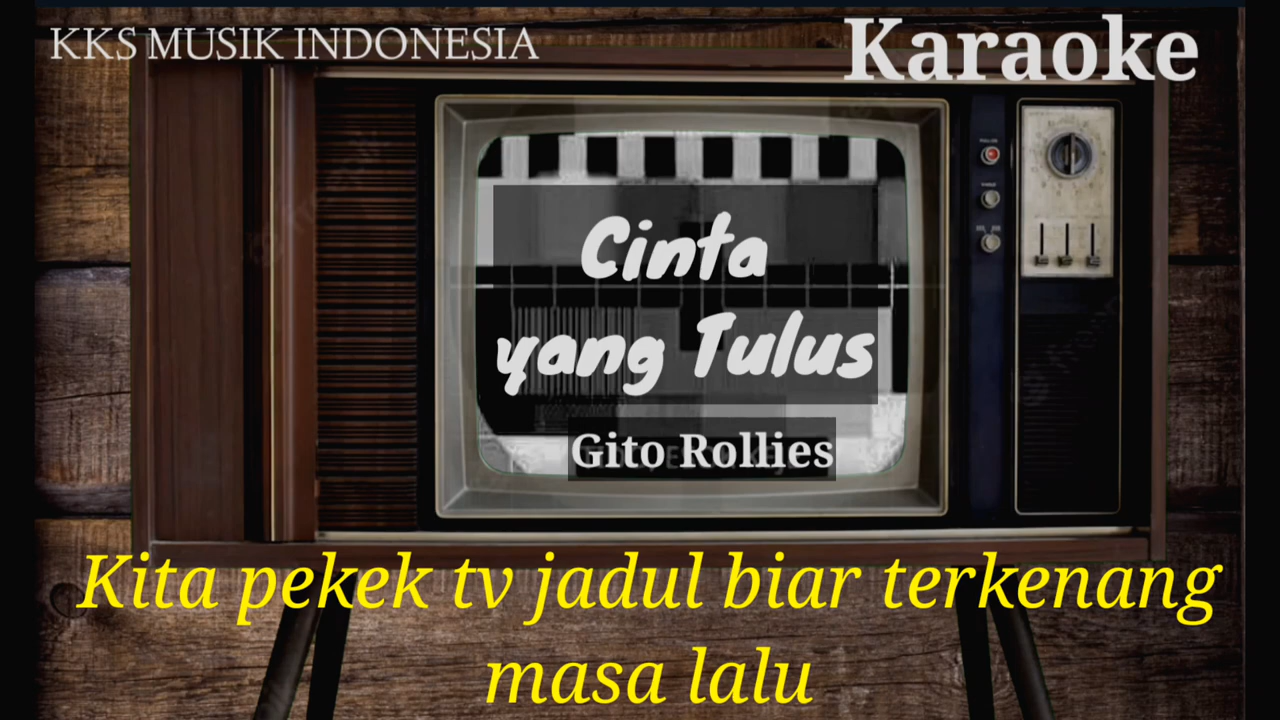 KKS MUSIK INDONESIA
Karaoke
Cinta
yang Tulus
Gito Rollies
Kita pekek tv jadul biar terkenang
masa lalu